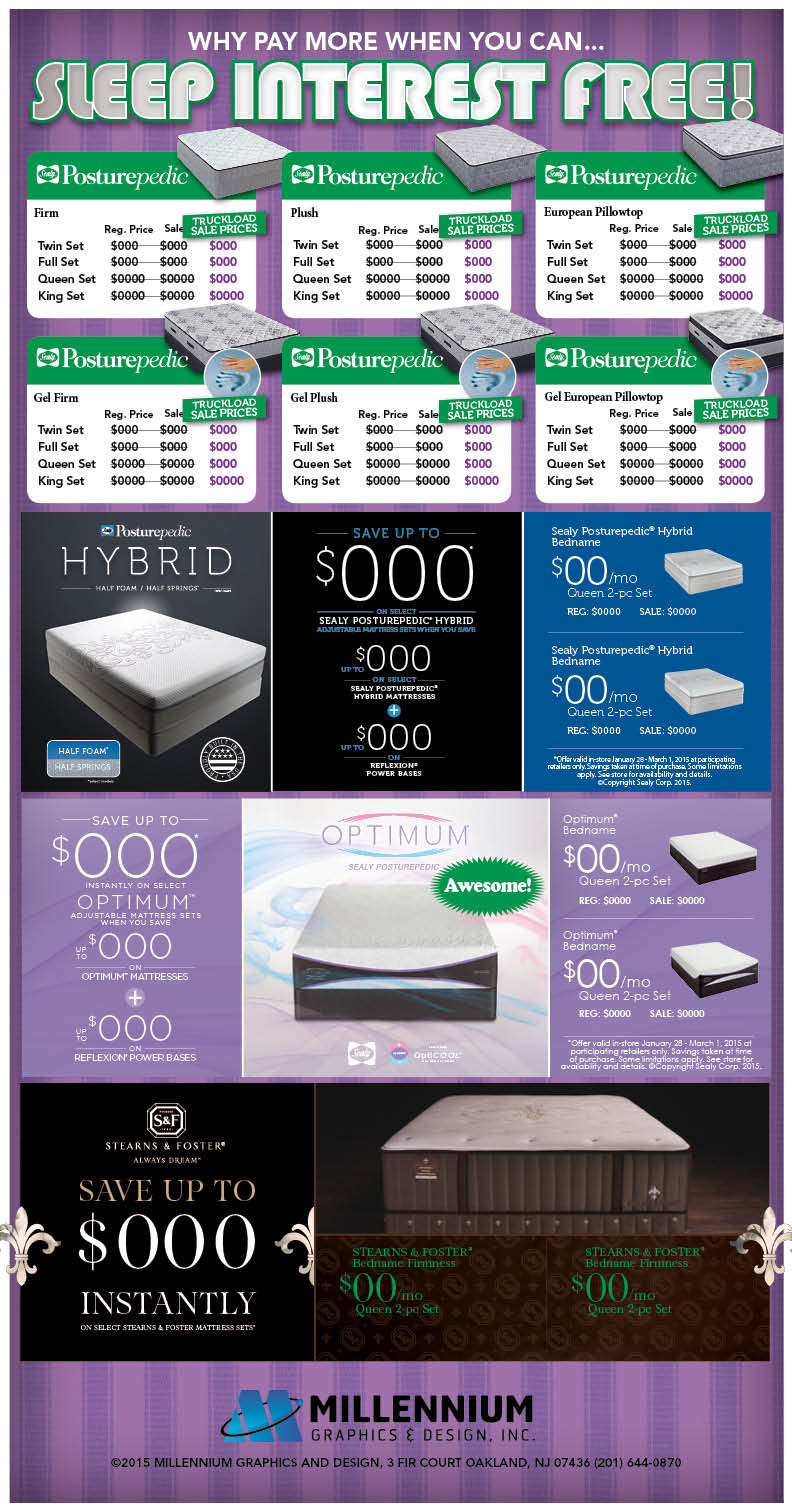 WHY PAY MORE WHEN YOU CAN...
SLEEP INTEREST FREE!
Sealy Posturepedic
Firm
Reg. Price Sale TRUCKLOAD SALE PRICES
Twin Set $000 $000 $000
Full Set $000 $000 $000
Queen Set $0000 $0000 $000
King Set $0000 $0000 $0000
Sealy Posturepedic
Plush
Reg. Price Sale TRUCKLOAD SALE PRICES
Twin Set $000 $000 $000
Full Set $000 $000 $000
Queen Set $0000 $0000 $000
King Set $0000 $0000 $0000
Sealy Posturepedic
European Pillowtop
Reg. Price Sale TRUCKLOAD SALE PRICES
Twin Set $000 $000 $000
Full Set $000 $000 $000
Queen Set $0000 $0000 $000
King Set $0000 $0000 $0000
Sealy Posturepedic
Gel Firm
Reg. Price Sale TRUCKLOAD SALE PRICES
Twin Set $000 $000 $000
Full Set $000 $000 $000
Queen Set $0000 $0000 $000
King Set $0000 $0000 $0000
Sealy Posturepedic
Gel Plush
Reg. Price Sale TRUCKLOAD SALE PRICES
Twin Set $000 $000 $000
Full Set $000 $000 $000
Queen Set $0000 $0000 $000
King Set $0000 $0000 $0000
Sealy Posturepedic
Gel European Pillowtop
Reg. Price Sale TRUCKLOAD SALE PRICES
Twin Set $000 $000 $000
Full Set $000 $000 $000
Queen Set $0000 $0000 $000
King Set $0000 $0000 $0000
Posturepedic
HYBRID
HALF FOAM / HALF SPRINGS*
HALF FOAM*
HALF SPRINGS
SAVE UP TO
$000*
ON SELECT
SEALY POSTUREPEDIC® HYBRID
ADJUSTABLE MATTRESS SETS WHEN YOU SAVE
UP TO $000
ON SELECT
SEALY POSTUREPEDIC®
HYBRID MATTRESSES
+
UP TO $000
ON
REFLEXION®
POWER BASES
Sealy Posturepedic® Hybrid
Bedname
$00/mo
Queen 2-pc Set
REG: $0000 SALE: $0000
Sealy Posturepedic® Hybrid
Bedname
$00/mo
Queen 2-pc Set
REG: $0000 SALE: $0000
*Offer valid in-store January 28 - March 1, 2015 at participating
retailers only. Savings taken at time of purchase. Some limitations
apply. See store for availability and details.
©Copyright Sealy Corp. 2015.
SAVE UP TO
$000*
INSTANTLY ON SELECT
OPTIMUM™
ADJUSTABLE MATTRESS SETS
WHEN YOU SAVE
UP TO $000
ON
OPTIMUM™ MATTRESSES
+
UP TO $000
ON
REFLEXION® POWER BASES
OPTIMUM
SEALY POSTUREPEDIC
Awesome!
Sealy
OPTICOOL
Optimum®
Bedname
$00/mo
Queen 2-pc Set
REG: $0000 SALE: $0000
Optimum®
Bedname
$00/mo
Queen 2-pc Set
REG: $0000 SALE: $0000
*Offer valid in-store January 28 - March 1, 2015 at
participating retailers only. Savings taken at time
of purchase. Some limitations apply. See store for
availability and details. ©Copyright Sealy Corp. 2015.
S&F
STEARNS & FOSTER®
ALWAYS DREAM™
SAVE UP TO
$000
INSTANTLY
ON SELECT STEARNS & FOSTER MATTRESS SETS*
STEARNS & FOSTER®
Bedname Firmness
$00/mo
Queen 2-pc Set
STEARNS & FOSTER®
Bedname Firmness
$00/mo
Queen 2-pc Set
MILLENNIUM
GRAPHICS & DESIGN, INC.
©2015 MILLENNIUM GRAPHICS AND DESIGN, 3 FIR COURT OAKLAND, NJ 07436 (201) 644-0870